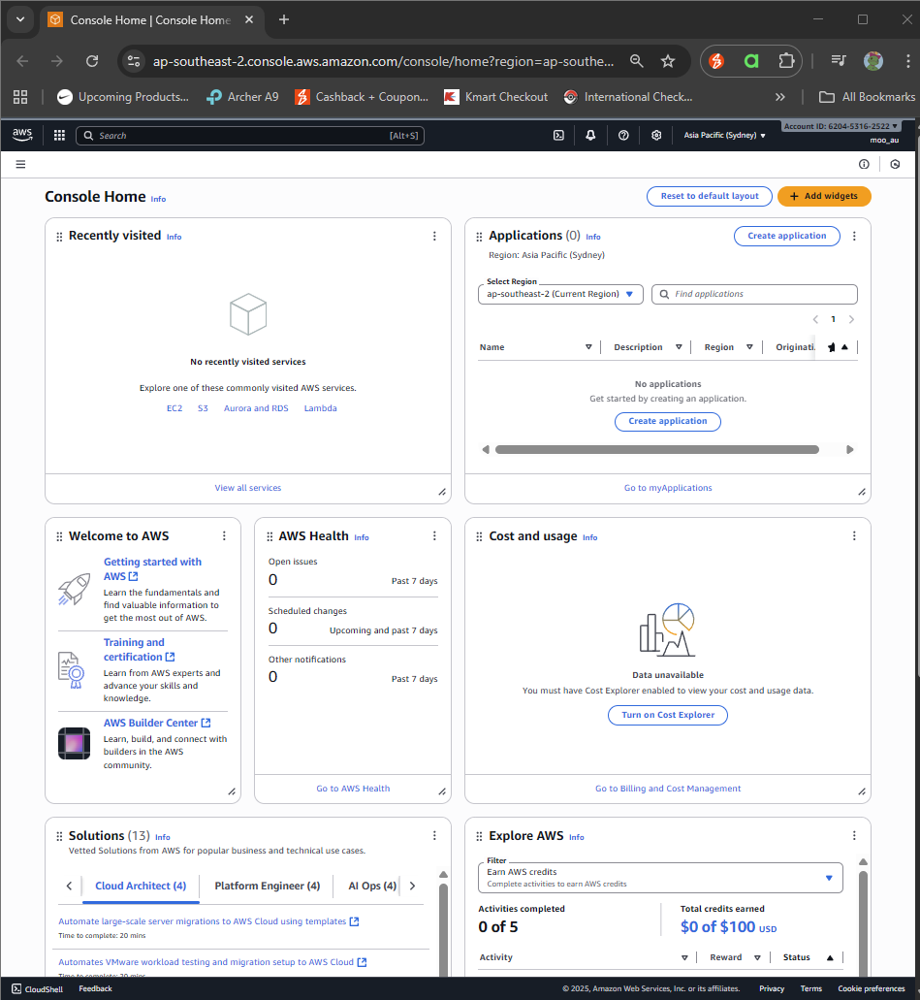 Console Home | Console Home
ap-southeast-2.console.aws.amazon.com/console/home?region=ap-southe...
Upcoming Products...
Archer A9
Cashback + Coupon...
Kmart Checkout
International Check...
All Bookmarks
aws
Search
[Alt+S]
Asia Pacific (Sydney)
Account ID: 6204-5316-2522
moo_au
Console Home Info
Reset to default layout
Add widgets
Recently visited Info
No recently visited services
Explore one of these commonly visited AWS services.
EC2 S3 Aurora and RDS Lambda
View all services
Applications (0) Info
Create application
Region: Asia Pacific (Sydney)
Select Region
ap-southeast-2 (Current Region)
Find applications
1
Name Description Region Originati
No applications
Get started by creating an application.
Create application
Go to myApplications
Welcome to AWS
Getting started with
AWS
Learn the fundamentals and
find valuable information to
get the most out of AWS.
Training and
certification
Learn from AWS experts and
advance your skills and
knowledge.
AWS Builder Center
Learn, build, and connect with
builders in the AWS
community.
AWS Health Info
Open issues
0 Past 7 days
Scheduled changes
0 Upcoming and past 7 days
Other notifications
0 Past 7 days
Go to AWS Health
Cost and usage Info
Data unavailable
You must have Cost Explorer enabled to view your cost and usage data.
Turn on Cost Explorer
Go to Billing and Cost Management
Solutions (13) Info
Vetted Solutions from AWS for popular business and technical use cases.
Cloud Architect (4) Platform Engineer (4) AI Ops (4)
Automate large-scale server migrations to AWS Cloud using templates
Time to complete: 20 mins
Automates VMware workload testing and migration setup to AWS Cloud
Time to complete: 20 mins
Explore AWS Info
Filter
Earn AWS credits
Complete activities to earn AWS credits
Activities completed
0 of 5
Total credits earned
$0 of $100 USD
Activity Reward Status
CloudShell Feedback
© 2025, Amazon Web Services, Inc. or its affiliates. Privacy Terms Cookie preferences